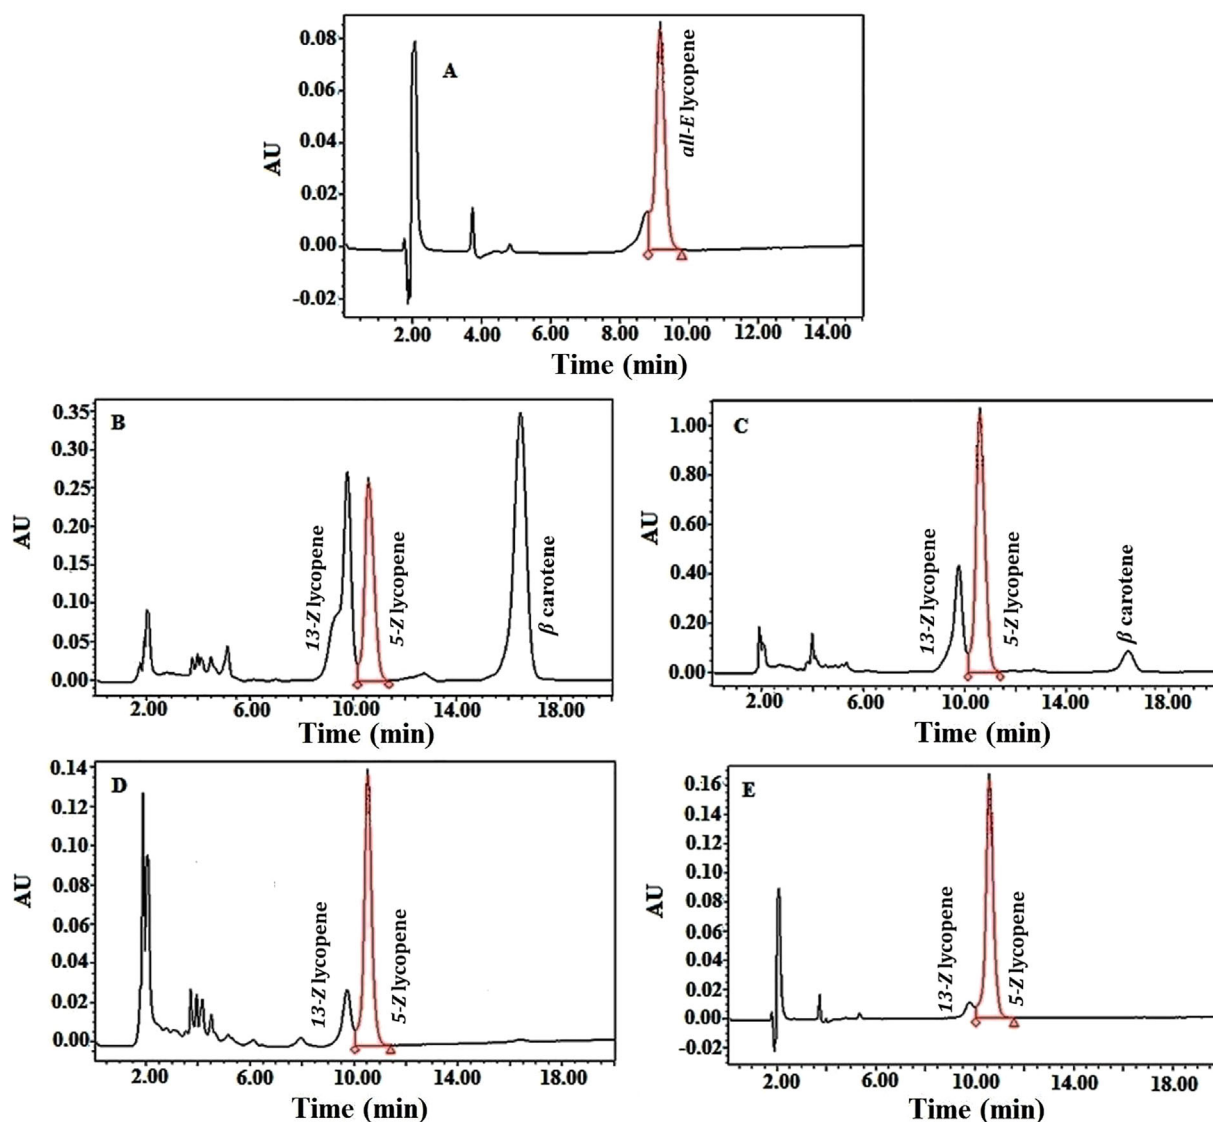 A
AU
0.08
0.06
0.04
0.02
0.00
-0.02
all-E lycopene
2.00 4.00 6.00 8.00 10.00 12.00 14.00
Time (min)
B
AU
0.35
0.30
0.25
0.20
0.15
0.10
0.05
0.00
13-Z lycopene
5-Z lycopene
β carotene
2.00 6.00 10.00 14.00 18.00
Time (min)
C
AU
1.00
0.80
0.60
0.40
0.20
0.00
13-Z lycopene
5-Z lycopene
β carotene
2.00 6.00 10.00 14.00 18.00
Time (min)
D
AU
0.14
0.12
0.10
0.08
0.06
0.04
0.02
0.00
13-Z lycopene
5-Z lycopene
2.00 6.00 10.00 14.00 18.00
Time (min)
E
AU
0.16
0.14
0.12
0.10
0.08
0.06
0.04
0.02
0.00
-0.02
13-Z lycopene
5-Z lycopene
2.00 6.00 10.00 14.00 18.00
Time (min)